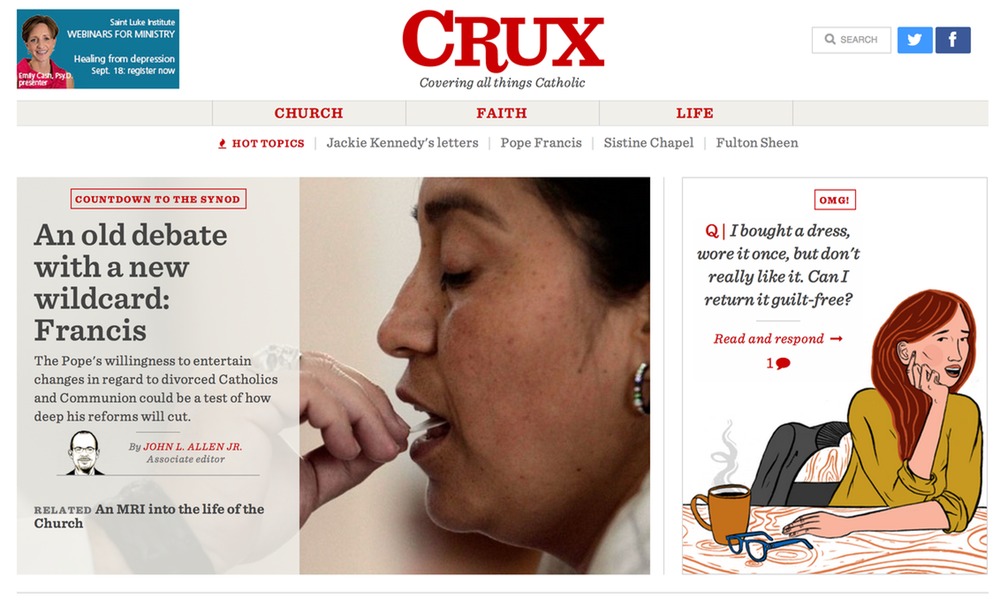 Saint Luke Institute
WEBINARS FOR MINISTRY
Healing from depression
Sept. 18: register now
Emily Cash, Psy.D.
presenter
CRUX
Covering all things Catholic
SEARCH
CHURCH
FAITH
LIFE
HOT TOPICS | Jackie Kennedy's letters | Pope Francis | Sistine Chapel | Fulton Sheen
COUNTDOWN TO THE SYNOD
An old debate
with a new
wildcard:
Francis
The Pope's willingness to entertain
changes in regard to divorced Catholics
and Communion could be a test of how
deep his reforms will cut.
By JOHN L. ALLEN JR.
Associate editor
RELATED An MRI into the life of the
Church
OMG!
Q| I bought a dress,
wore it once, but don't
really like it. Can I
return it guilt-free?
Read and respond →
1